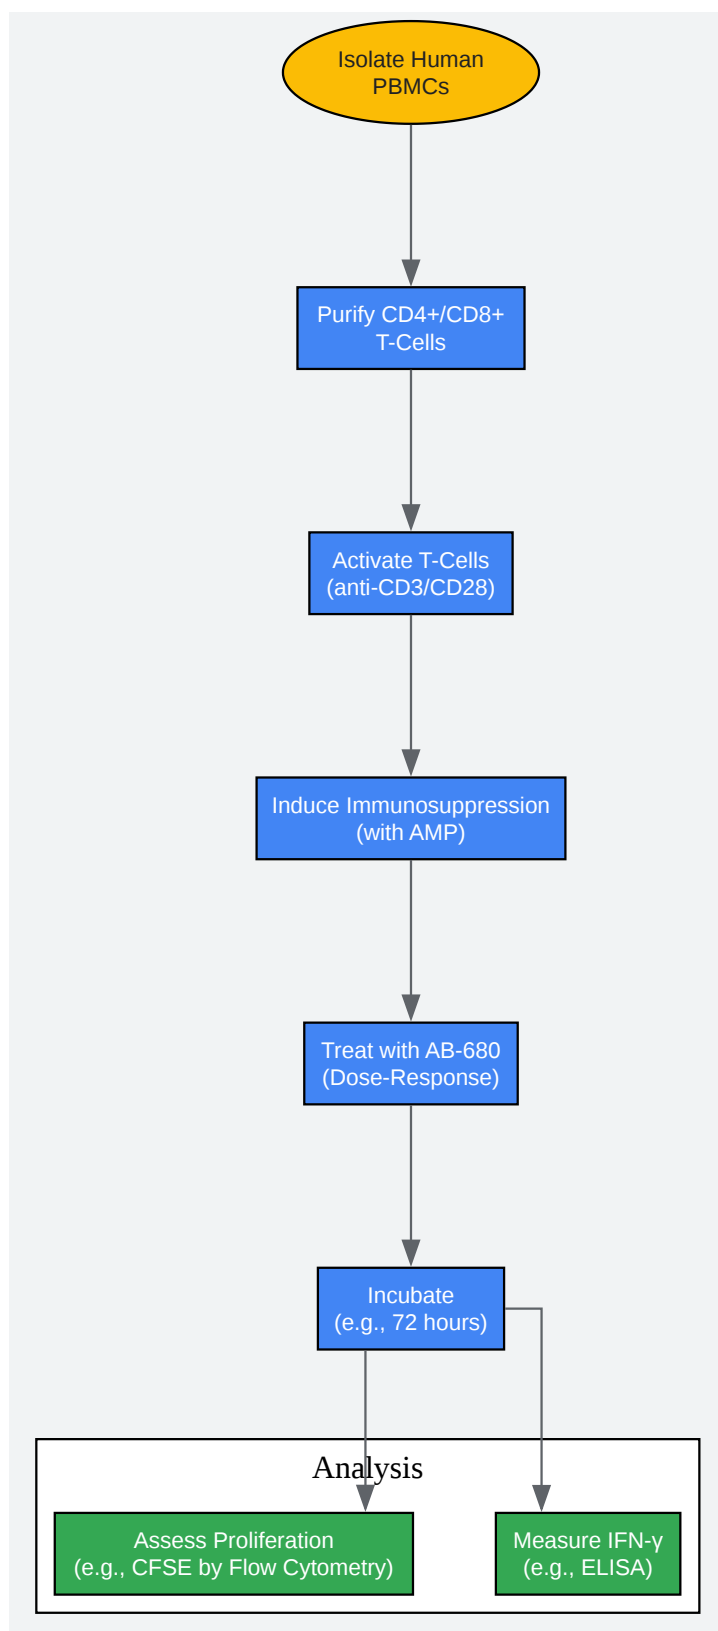 Isolate Human
PBMCs
Purify CD4+/CD8+
T-Cells
Activate T-Cells
(anti-CD3/CD28)
Induce Immunosuppression
(with AMP)
Treat with AB-680
(Dose-Response)
Incubate
(e.g., 72 hours)
Analysis
Assess Proliferation
(e.g., CFSE by Flow Cytometry)
Measure IFN-γ
(e.g., ELISA)